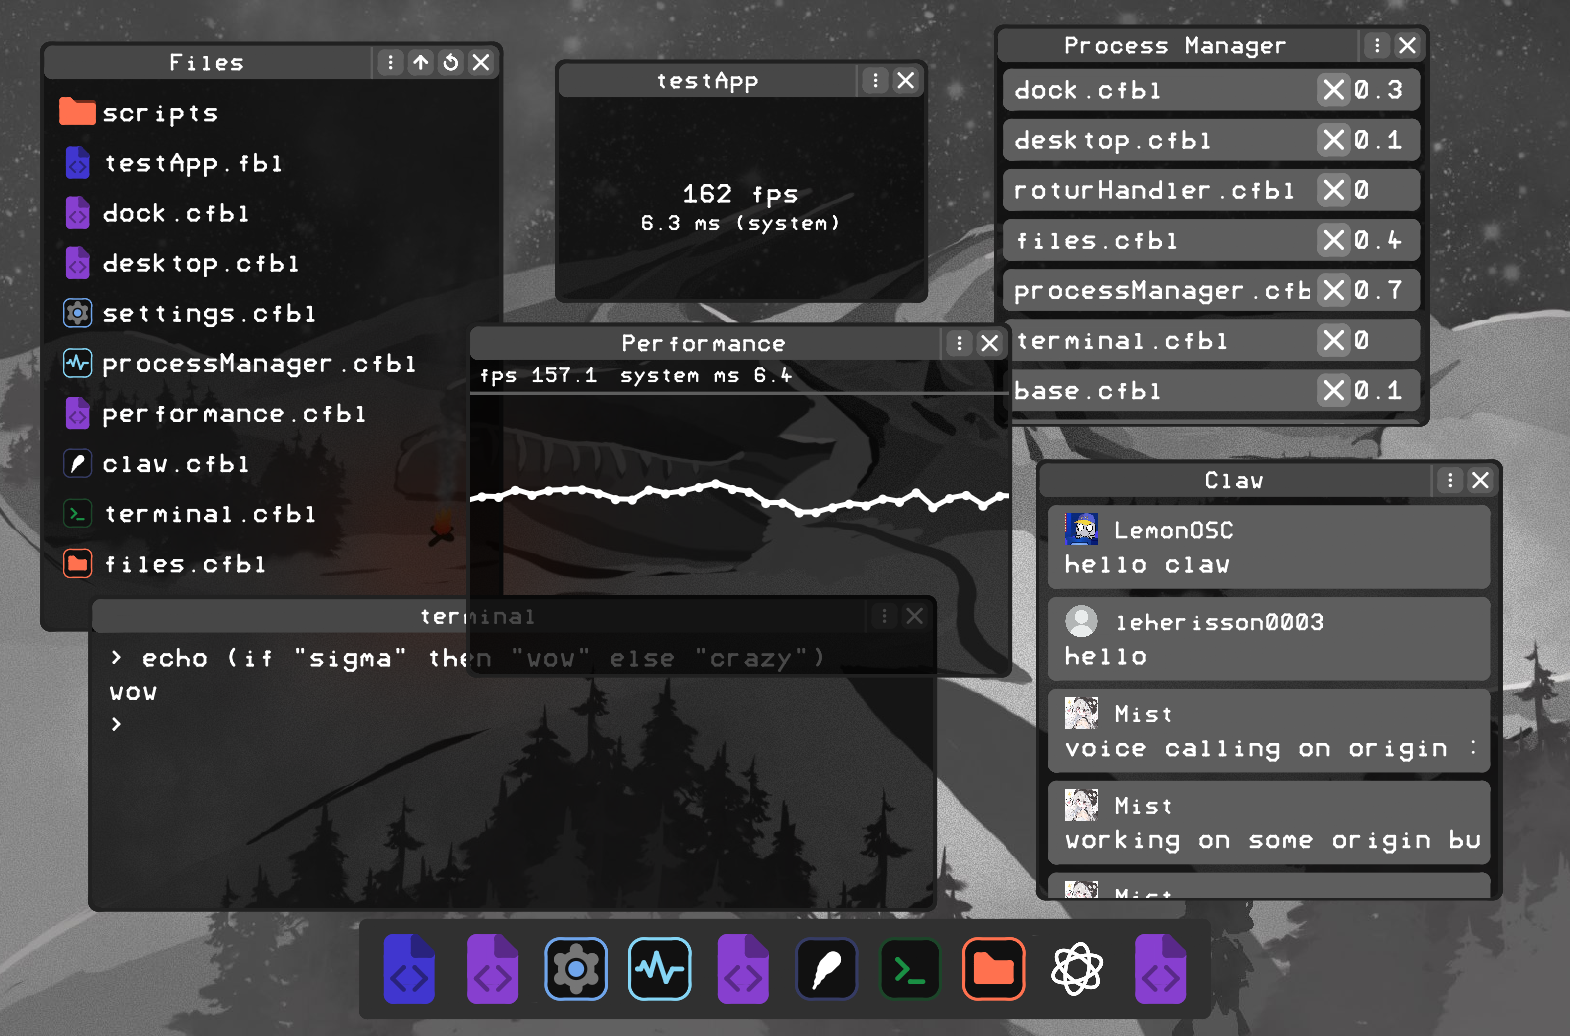 Files
scripts
testApp.fbl
dock.cfbl
desktop.cfbl
settings.cfbl
processManager.cfbl
performance.cfbl
claw.cfbl
terminal.cfbl
files.cfbl
testApp
162 fps
6.3 ms (system)
Process Manager
dock.cfbl 0.3
desktop.cfbl 0.1
roturHandler.cfbl 0
files.cfbl 0.4
processManager.cfb 0.7
terminal.cfbl 0
base.cfbl 0.1
Performance
fps 157.1 system ms 6.4
terminal
> echo (if "sigma" then "wow" else "crazy")
wow
>
Claw
LemonOSC
hello claw
leherisson0003
hello
Mist
voice calling on origin :
Mist
working on some origin bu
Mist